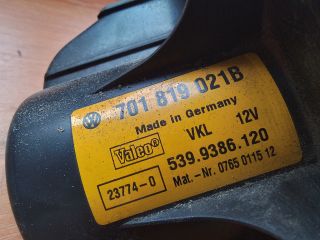 701 819 021B
Made in Germany
VKL 12V
Valeo®
539.9386.120
23774-0
Mat.-Nr. 0765 0115 12